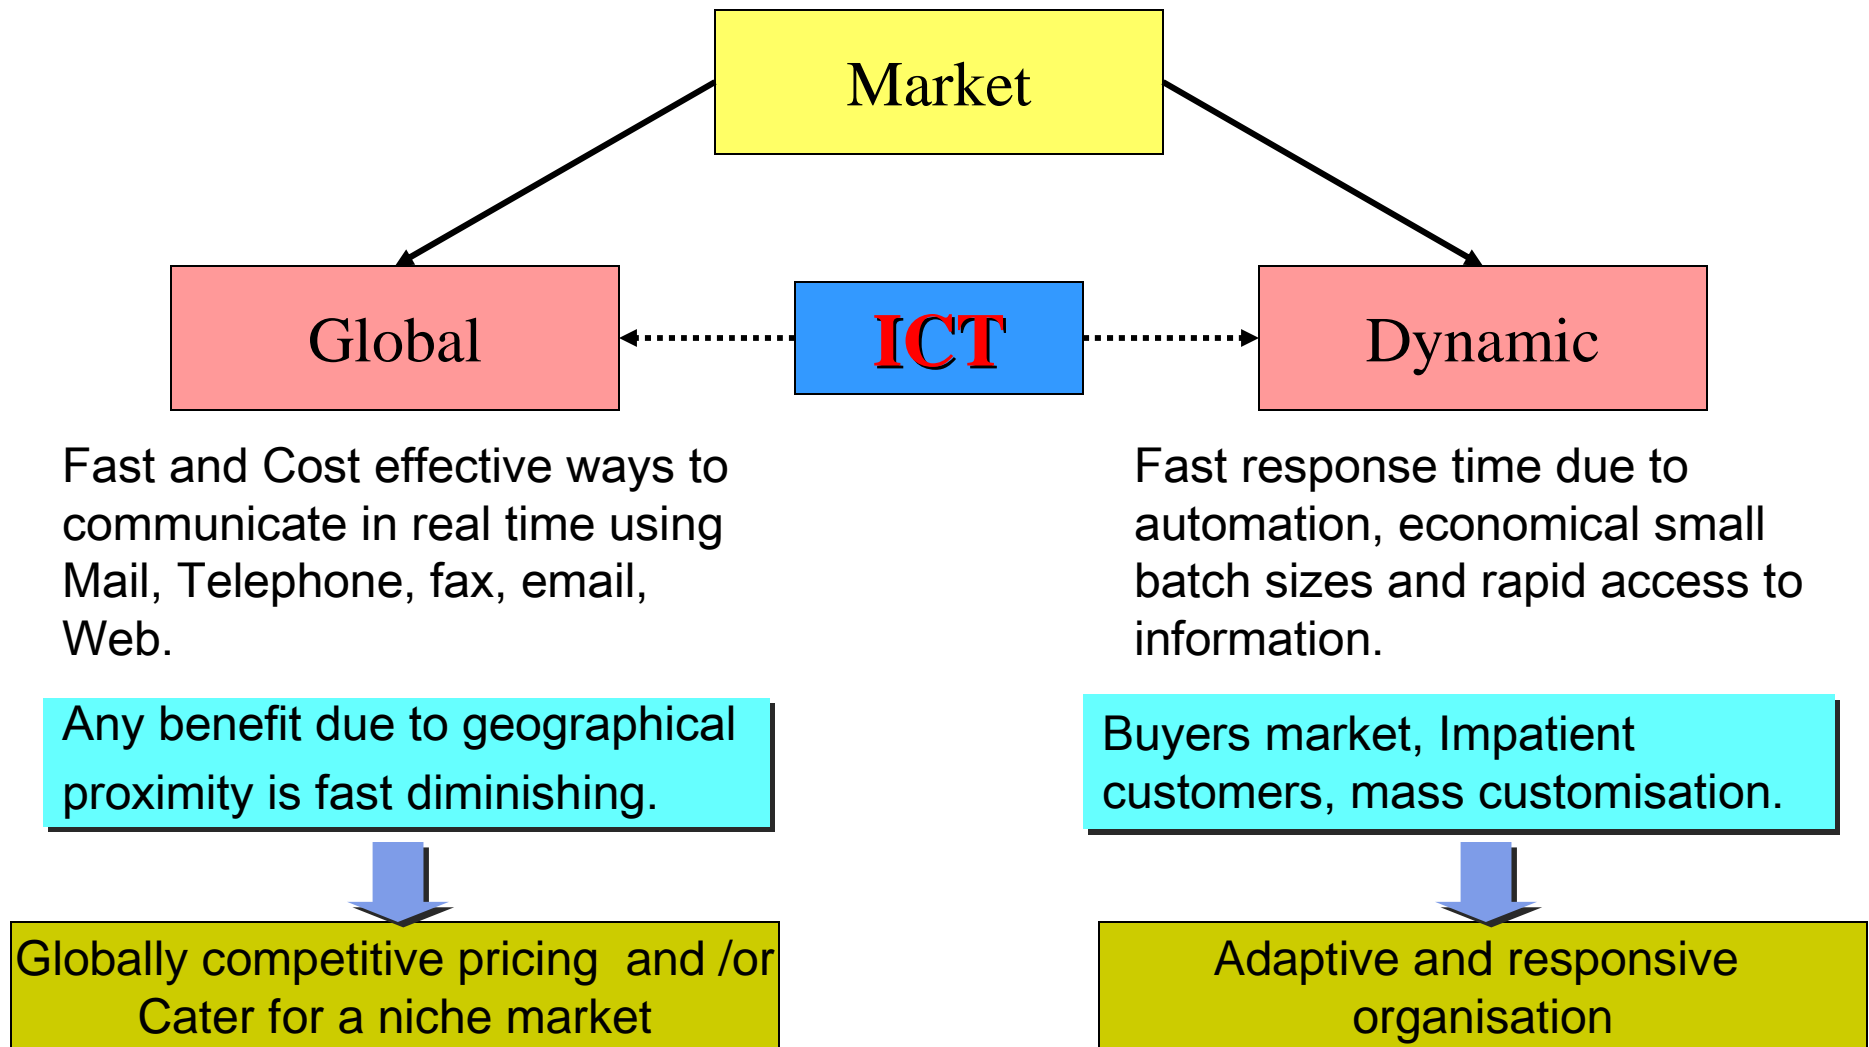 Market
Global
ICT
Dynamic
Fast and Cost effective ways to
communicate in real time using
Mail, Telephone, fax, email,
Web.
Fast response time due to
automation, economical small
batch sizes and rapid access to
information.
Any benefit due to geographical
proximity is fast diminishing.
Buyers market, Impatient
customers, mass customisation.
Globally competitive pricing  and /or
Cater for a niche market
Adaptive and responsive
organisation